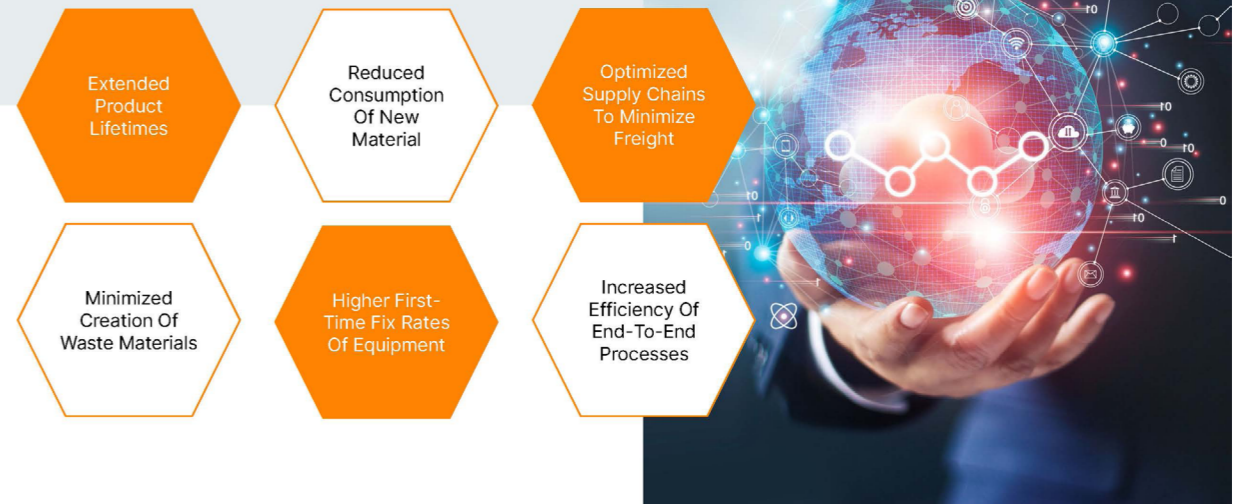 Extended
Product
Lifetimes
Reduced
Consumption
Of New
Material
Optimized
Supply Chains
To Minimize
Freight
Minimized
Creation Of
Waste Materials
Higher First-
Time Fix Rates
Of Equipment
Increased
Efficiency Of
End-To-End
Processes